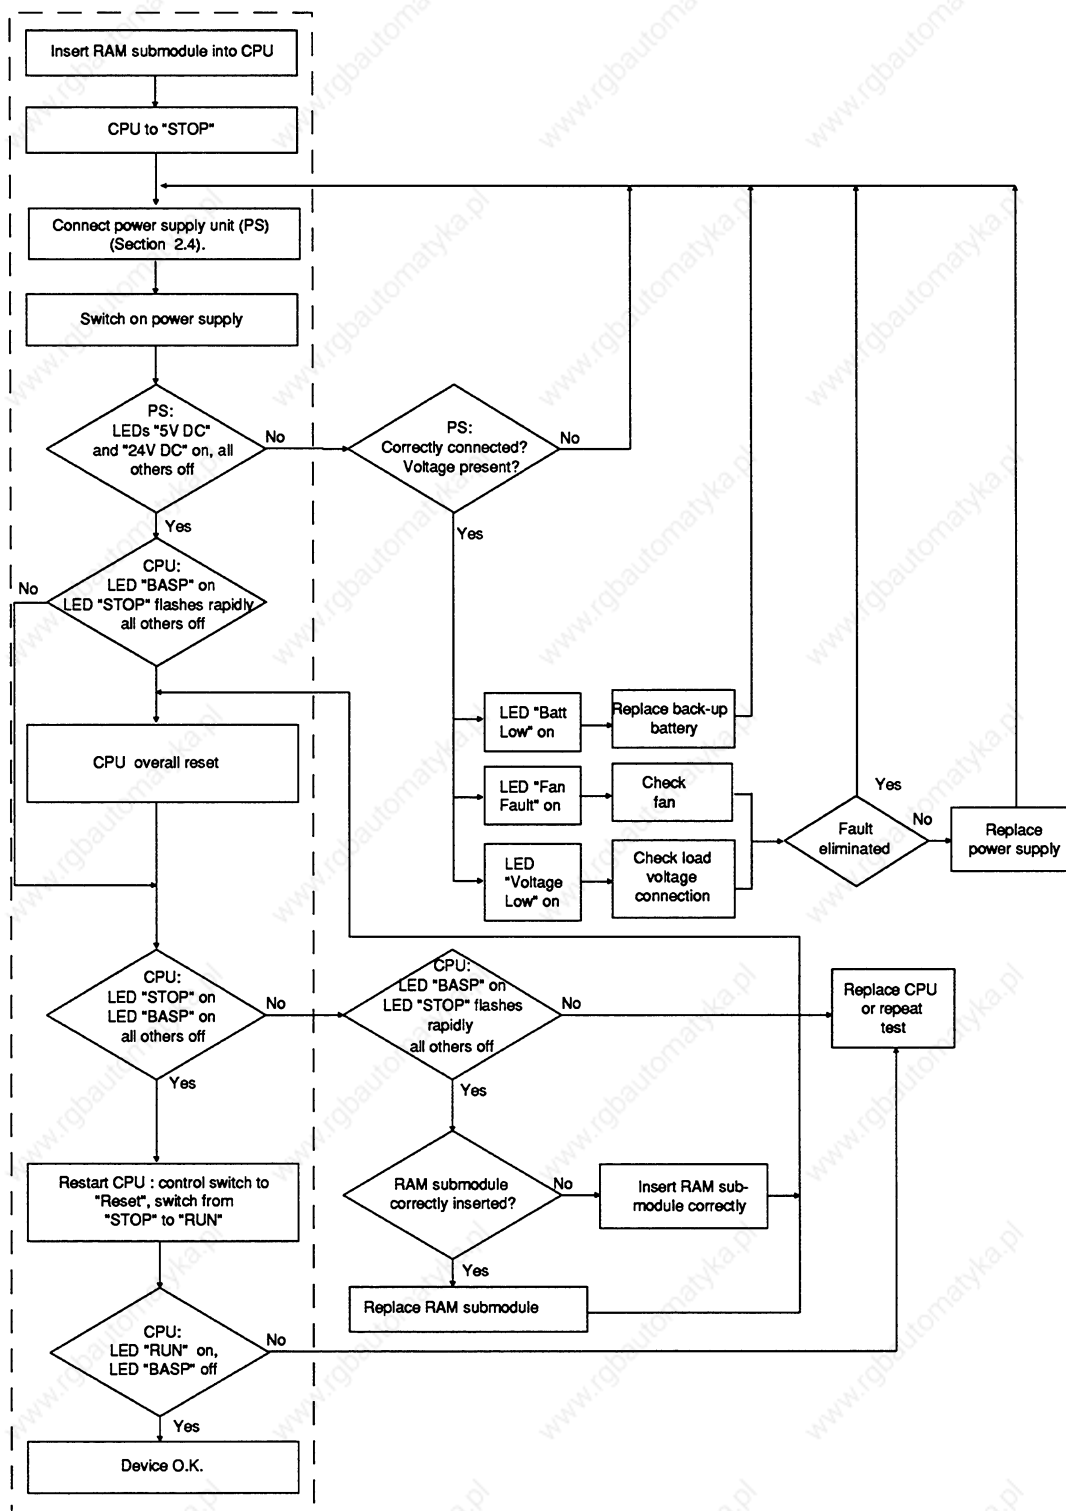 Insert RAM submodule into CPU
CPU to "STOP"
Connect power supply unit (PS)
(Section 2.4).
Switch on power supply
PS:
LEDs "5V DC"
and "24V DC" on, all
others off
No
Yes
PS:
Correctly connected?
Voltage present?
No
Yes
CPU:
LED "BASP" on
LED "STOP" flashes rapidly
all others off
No
LED "Batt
Low" on
Replace back-up
battery
CPU overall reset
LED "Fan
Fault" on
Check
fan
LED
"Voltage
Low" on
Check load
voltage
connection
Yes
Fault
eliminated
No
Replace
power supply
CPU:
LED "STOP" on
LED "BASP" on
all others off
No
Yes
CPU:
LED "BASP" on
LED "STOP" flashes
rapidly
all others off
No
Yes
Replace CPU
or repeat
test
Restart CPU : control switch to
"Reset", switch from
"STOP" to "RUN"
RAM submodule
correctly inserted?
No
Insert RAM sub-
module correctly
Yes
Replace RAM submodule
CPU:
LED "RUN" on,
LED "BASP" off
No
Yes
Device O.K.
www.rgbautomatyka.pl